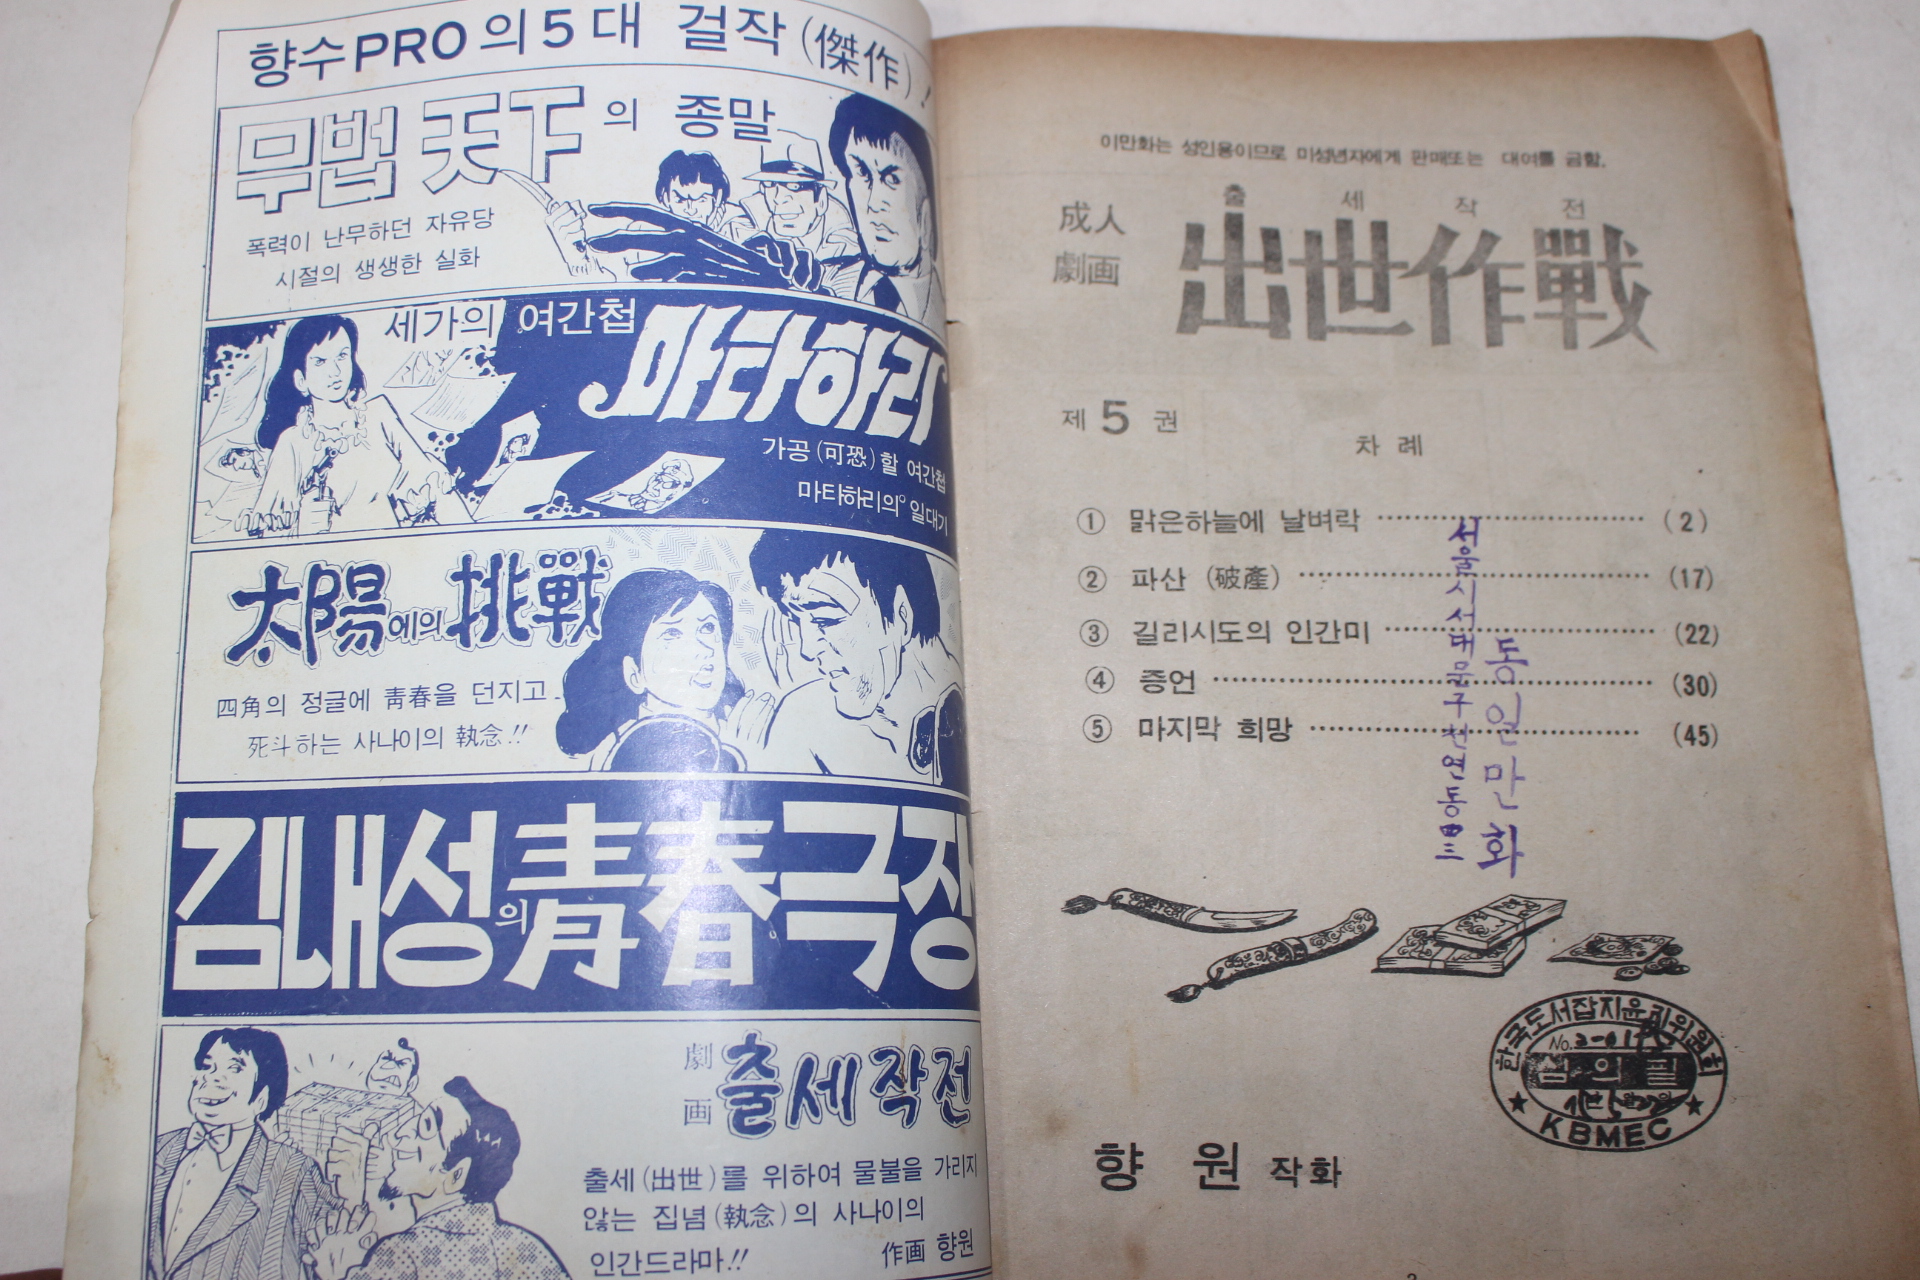 향수PRO의 5대 걸작 (傑作)!
무법 天下의 종말
폭력이 난무하던 자유당
시절의 생생한 실화
세가의 여간첩
마타하리
가공(可恐)할 여간첩
마타하리의 일대기
太陽에의 挑戰
四角의 정글에 靑春을 던지고
死斗하는 사나이의 執念!!
김내성의 靑春극장
劇画
출세작전
출세(出世)를 위하여 물불을 가리지
않는 집념(執念)의 사나이의
인간드라마!!
作画 향원
이만화는 성인용이므로 미성년자에게 판매또는 대여를 금함.
成人
劇画
출세작전
出世作戰
제 5 권
차례
① 맑은하늘에 날벼락 (2)
② 파산 (破產) (17)
③ 길리시도의 인간미 (22)
④ 증언 (30)
⑤ 마지막 희망 (45)
서울시서대문구
동일만화
한국도서잡지윤리위원회
No.
KBMEC
향원 작화